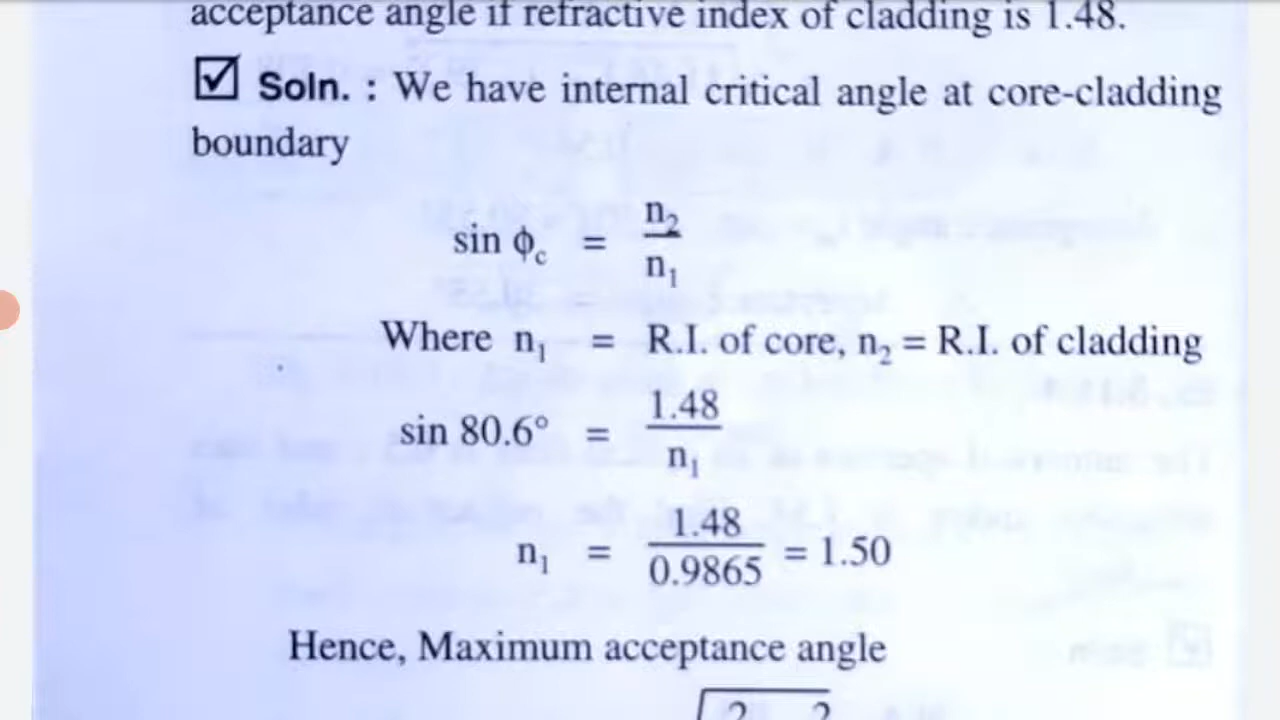 acceptance angle if refractive index of cladding is 1.48.
☑ Soln. : We have internal critical angle at core-cladding
boundary
sin ϕc = n₂/n₁
Where n₁ = R.I. of core, n₂ = R.I. of cladding
sin 80.6° = 1.48/n₁
n₁ = 1.48/0.9865 = 1.50
Hence, Maximum acceptance angle